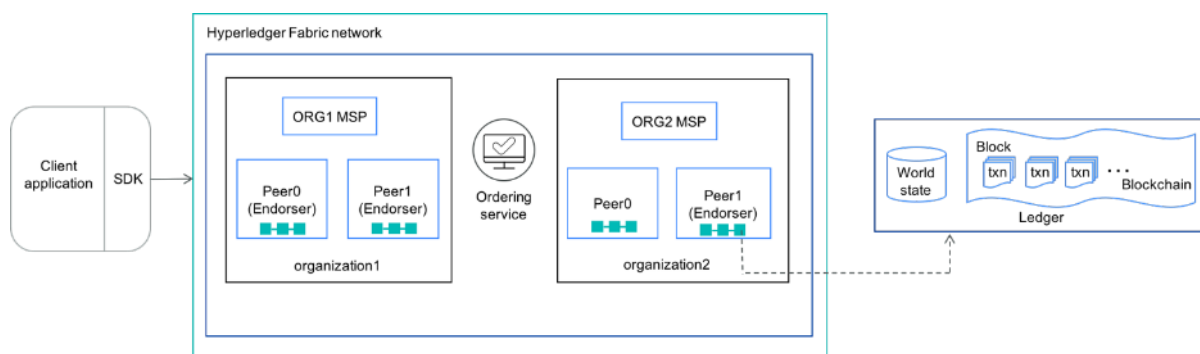 Hyperledger Fabric network
Client
application
SDK
ORG1 MSP
Peer0
(Endorser)
Peer1
(Endorser)
organization1
Ordering
service
ORG2 MSP
Peer0
Peer1
(Endorser)
organization2
World
state
Block
txn
txn
txn
...
Blockchain
Ledger